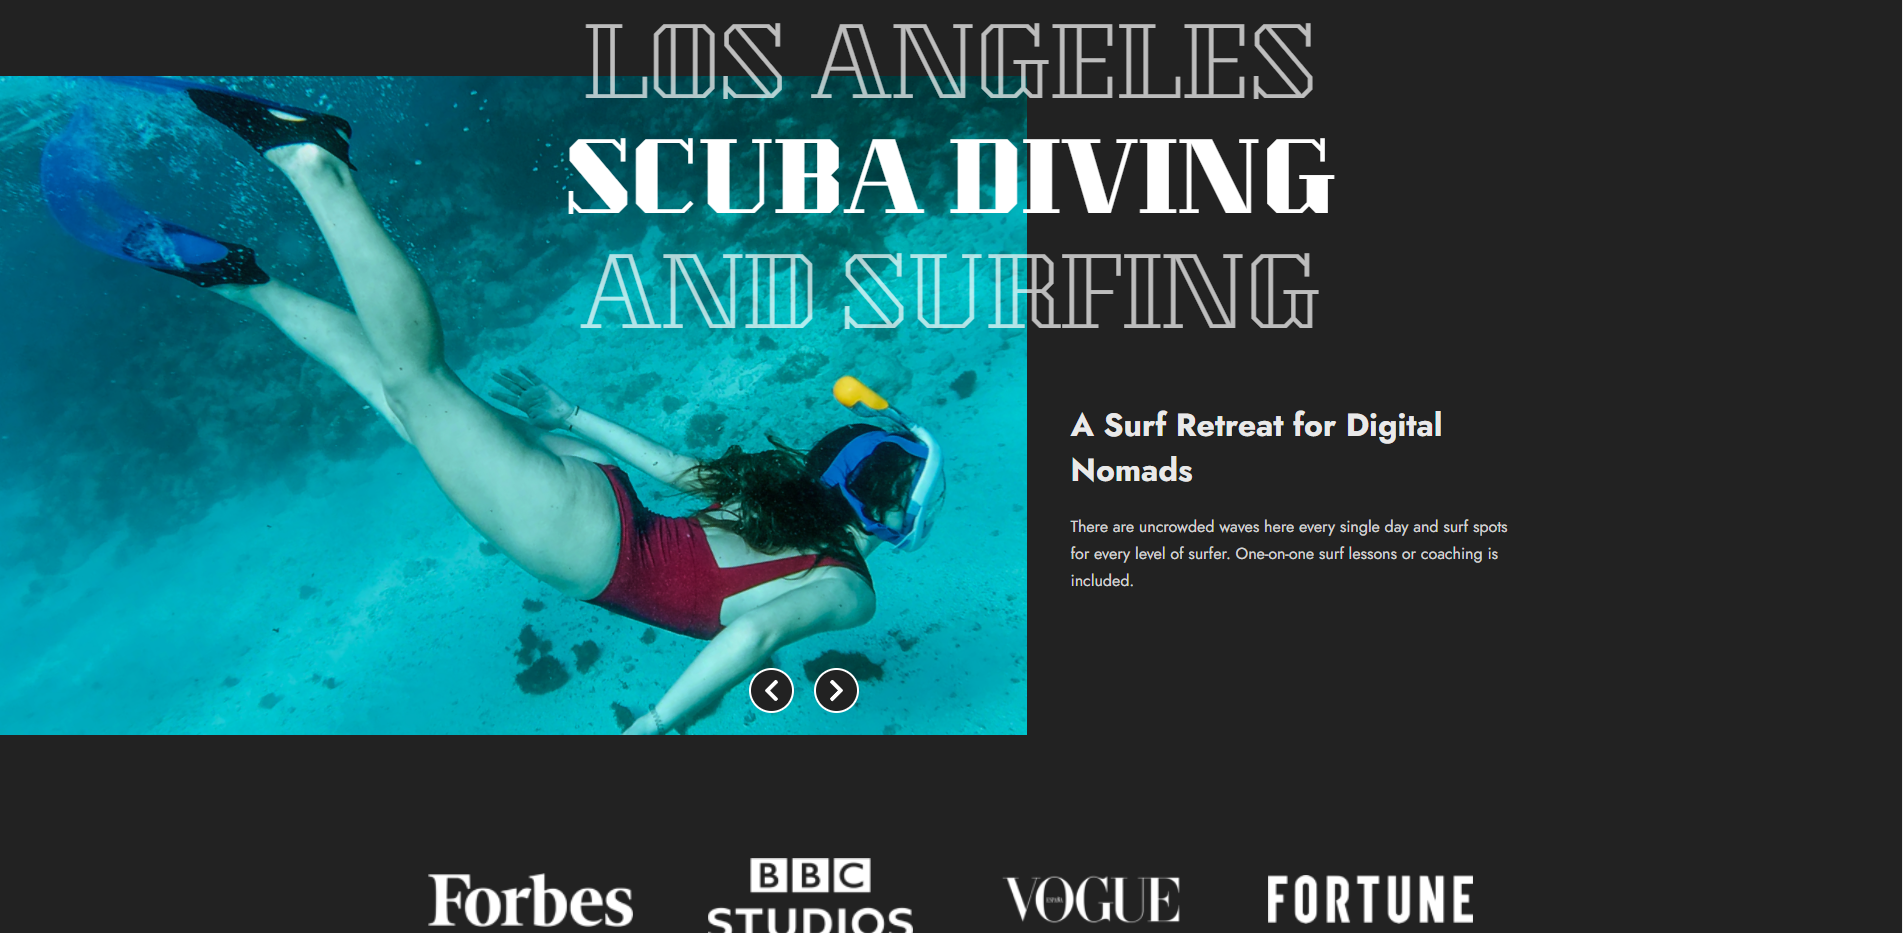 LOS ANGELES
SCUBA DIVING
AND SURFING
A Surf Retreat for Digital
Nomads
There are uncrowded waves here every single day and surf spots
for every level of surfer. One-on-one surf lessons or coaching is
included.
Forbes
BBC
STUDIOS
VOGUE
FORTUNE